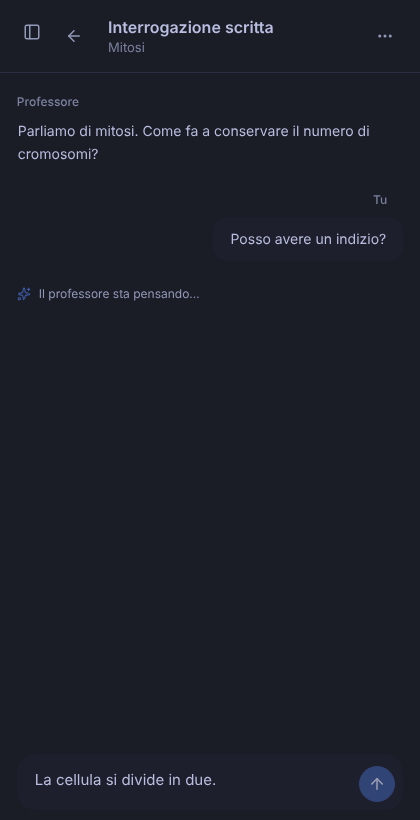 Interrogazione scritta
Mitosi
Professore
Parliamo di mitosi. Come fa a conservare il numero di
cromosomi?
Tu
Posso avere un indizio?
Il professore sta pensando...
La cellula si divide in due.